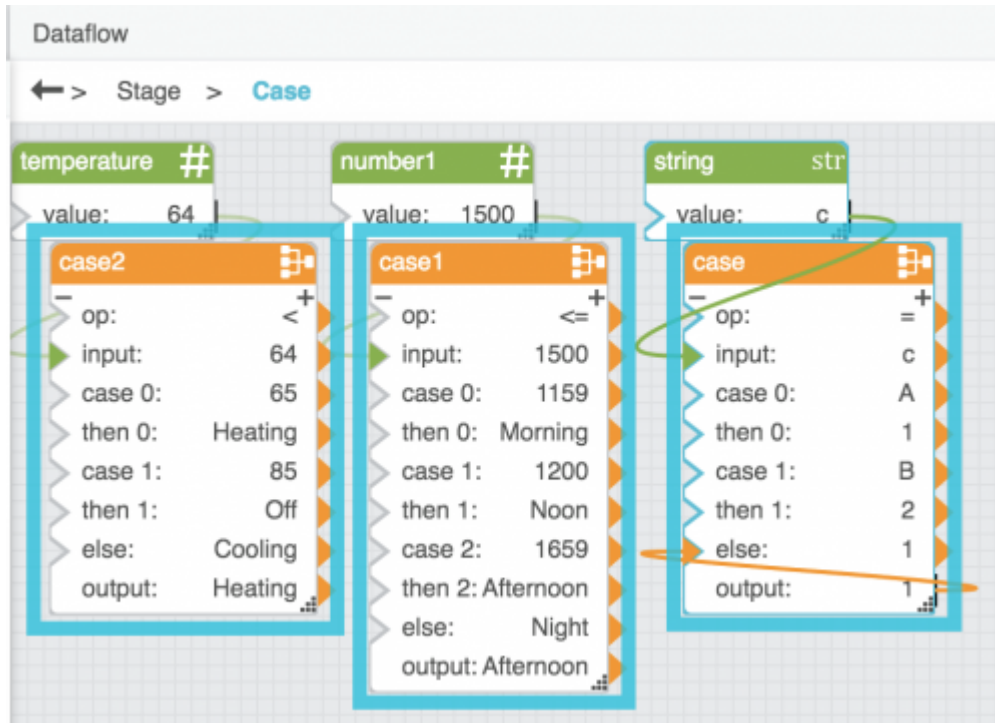 Dataflow
> Stage > Case
temperature #
value: 64
number1 #
value: 1500
string str
value: c
case2
− +
op: <
input: 64
case 0: 65
then 0: Heating
case 1: 85
then 1: Off
else: Cooling
output: Heating
case1
− +
op: <=
input: 1500
case 0: 1159
then 0: Morning
case 1: 1200
then 1: Noon
case 2: 1659
then 2: Afternoon
else: Night
output: Afternoon
case
− +
op: =
input: c
case 0: A
then 0: 1
case 1: B
then 1: 2
else: 1
output: 1